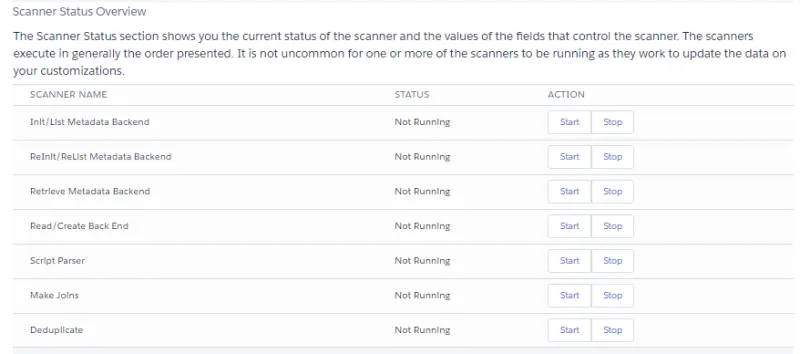 Scanner Status Overview
The Scanner Status section shows you the current status of the scanner and the values of the fields that control the scanner. The scanners
execute in generally the order presented. It is not uncommon for one or more of the scanners to be running as they work to update the data on
your customizations.
SCANNER NAME STATUS ACTION
Init/List Metadata Backend Not Running Start Stop
ReInit/ReList Metadata Backend Not Running Start Stop
Retrieve Metadata Backend Not Running Start Stop
Read/Create Back End Not Running Start Stop
Script Parser Not Running Start Stop
Make Joins Not Running Start Stop
Deduplicate Not Running Start Stop